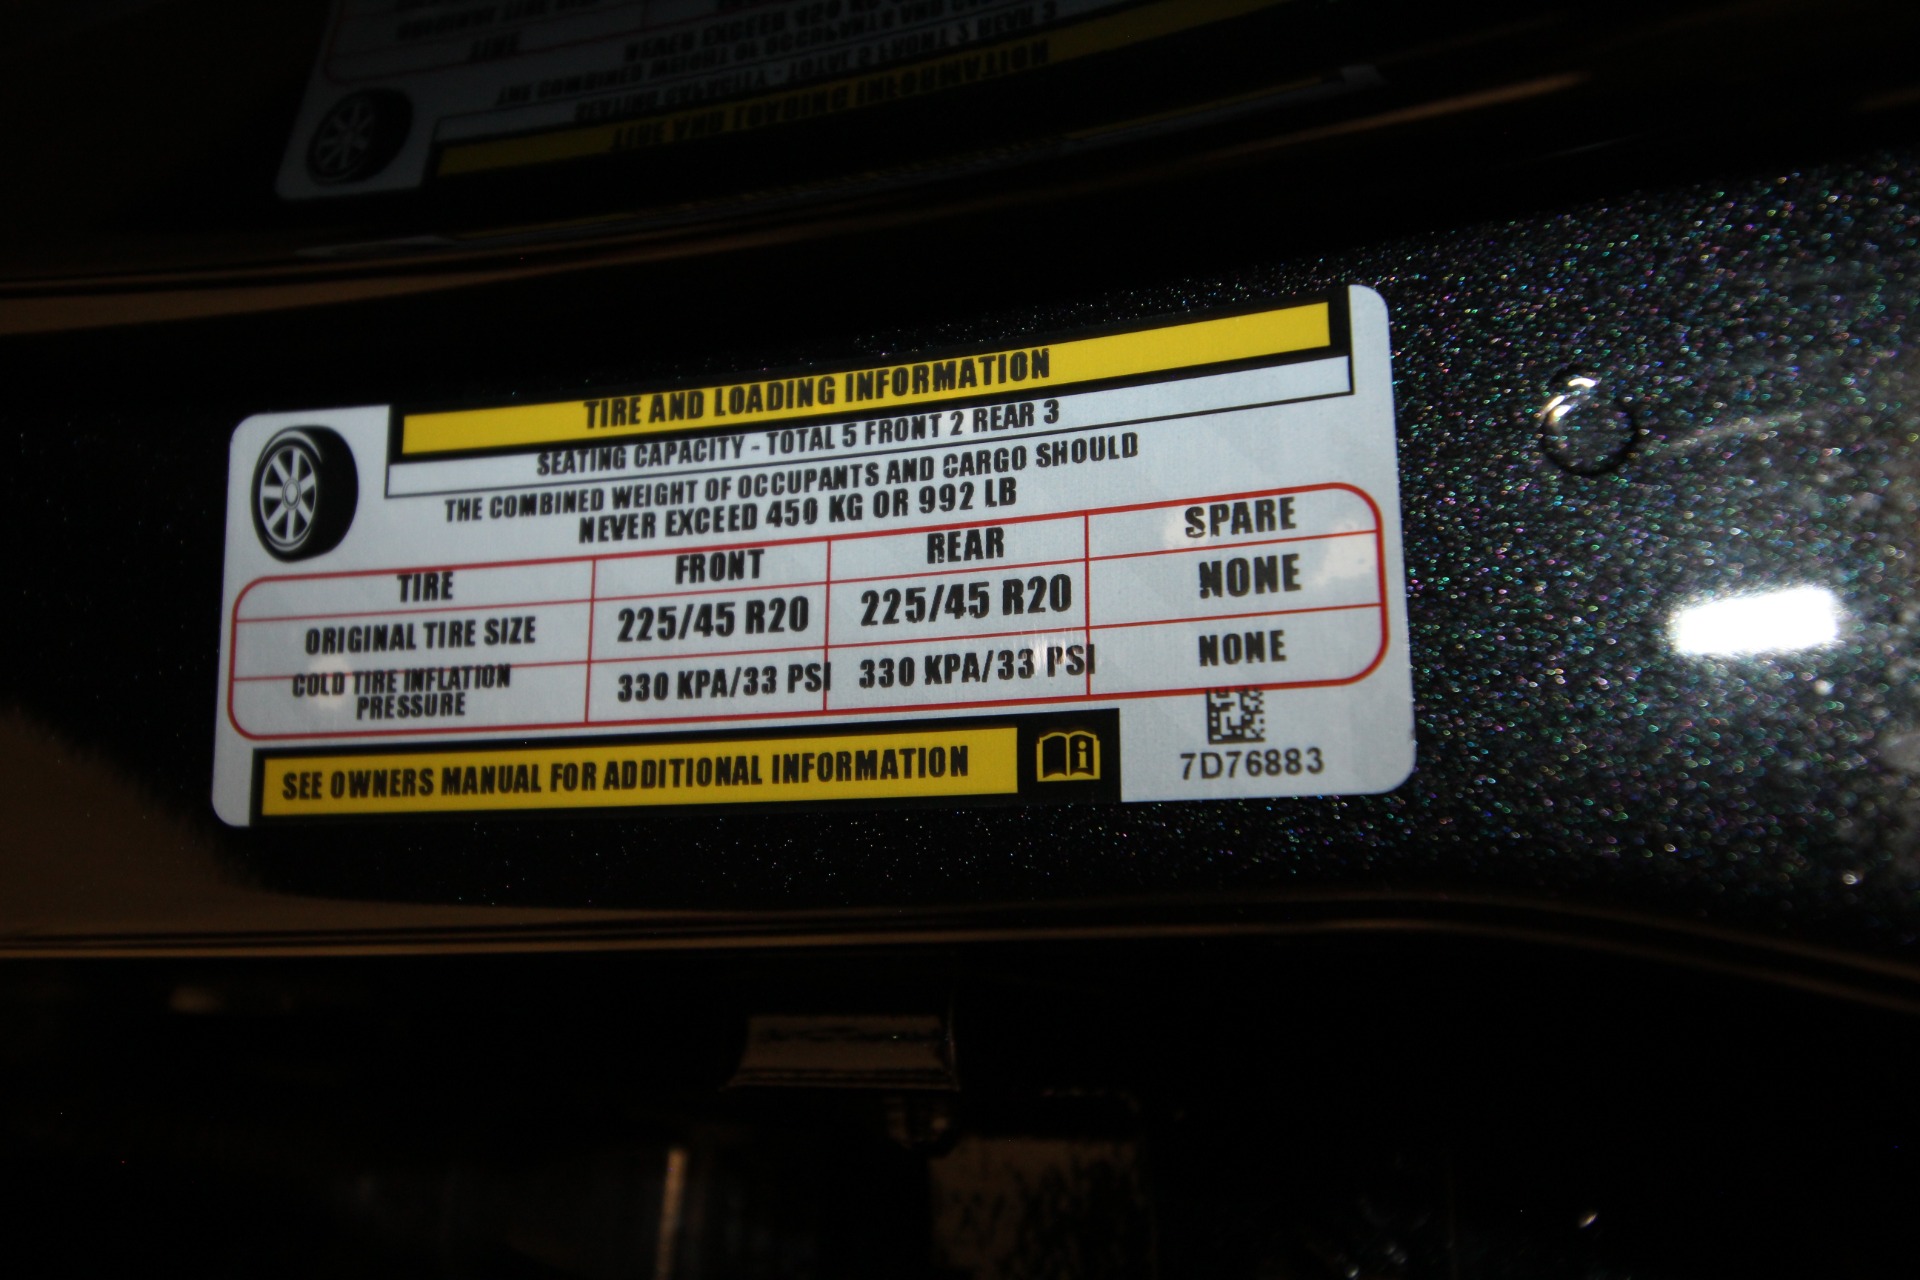 TIRE AND LOADING INFORMATION
SEATING CAPACITY - TOTAL 5 FRONT 2 REAR 3
THE COMBINED WEIGHT OF OCCUPANTS AND CARGO SHOULD
NEVER EXCEED 450 KG OR 992 LB
TIRE FRONT REAR SPARE
ORIGINAL TIRE SIZE 225/45 R20 225/45 R20 NONE
COLD TIRE INFLATION
PRESSURE 330 KPA/33 PSI 330 KPA/33 PSI NONE
SEE OWNERS MANUAL FOR ADDITIONAL INFORMATION
7D76883